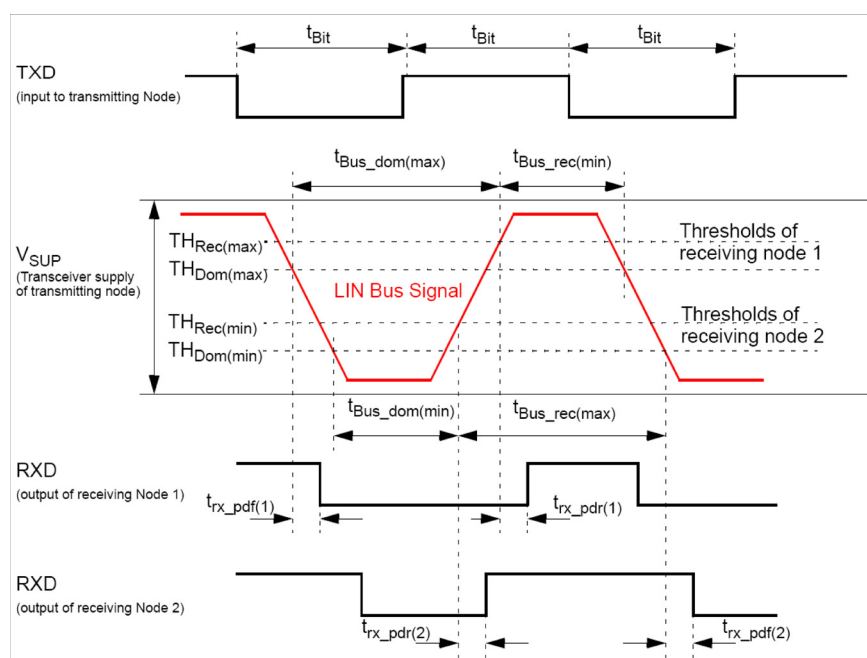 tBit tBit tBit
TXD
(input to transmitting Node)
tBus_dom(max) tBus_rec(min)
VSUP
(Transceiver supply
of transmitting node)
THRec(max)
THDom(max)
Thresholds of
receiving node 1
LIN Bus Signal
THRec(min)
THDom(min)
Thresholds of
receiving node 2
tBus_dom(min) tBus_rec(max)
RXD
(output of receiving Node 1)
trx_pdf(1) trx_pdr(1)
RXD
(output of receiving Node 2)
trx_pdr(2) trx_pdf(2)